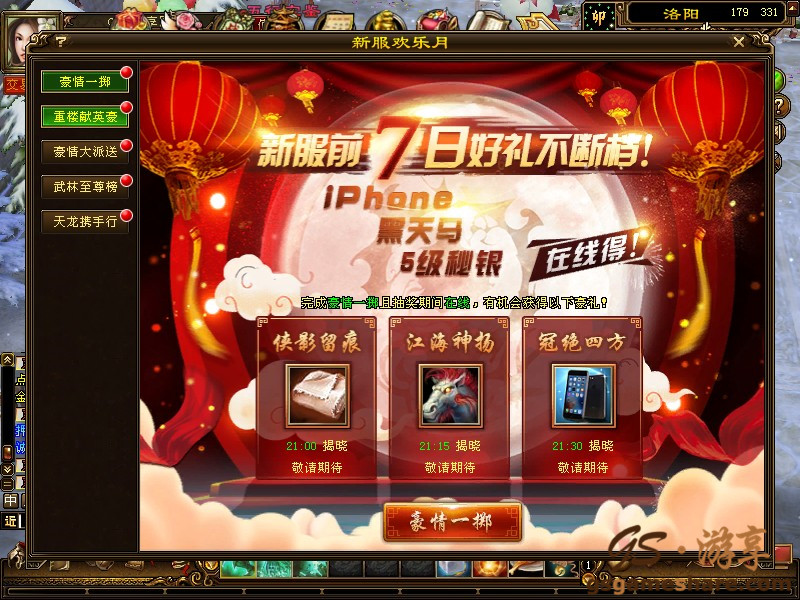 洛阳 179 331
? 新服欢乐月
豪情一掷
重楼献英豪
豪情大派送
武林至尊榜
天龙携手行
新服前7日好礼不断档!
iPhone
黑天马
5级秘银
在线得!
完成豪情一掷且抽奖期间在线，有机会获得以下豪礼!
侠影留痕 江海神扬 冠绝四方
21:00 揭晓 21:15 揭晓 21:30 揭晓
敬请期待 敬请期待 敬请期待
豪情一掷
近
GS·游享
gsgameshare.com